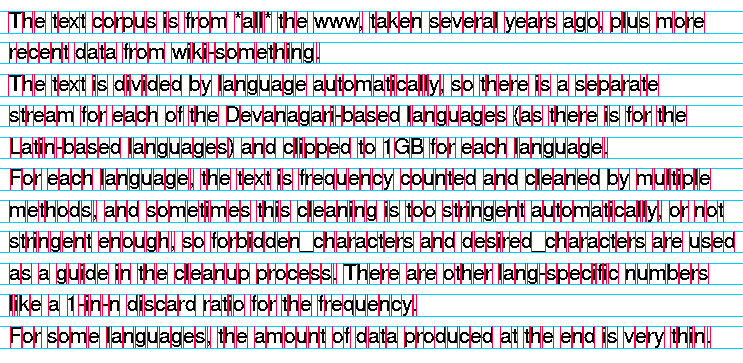 The text corpus is from *all* the www, taken several years ago, plus more
recent data from wiki-something.
The text is divided by language automatically, so there is a separate
stream for each of the Devanagari-based languages (as there is for the
Latin-based languages) and clipped to 1GB for each language.
For each language, the text is frequency counted and cleaned by multiple
methods, and sometimes this cleaning is too stringent automatically, or not
stringent enough, so forbidden_characters and desired_characters are used
as a guide in the cleanup process. There are other lang-specific numbers
like a 1-in-n discard ratio for the frequency.
For some languages, the amount of data produced at the end is very thin.